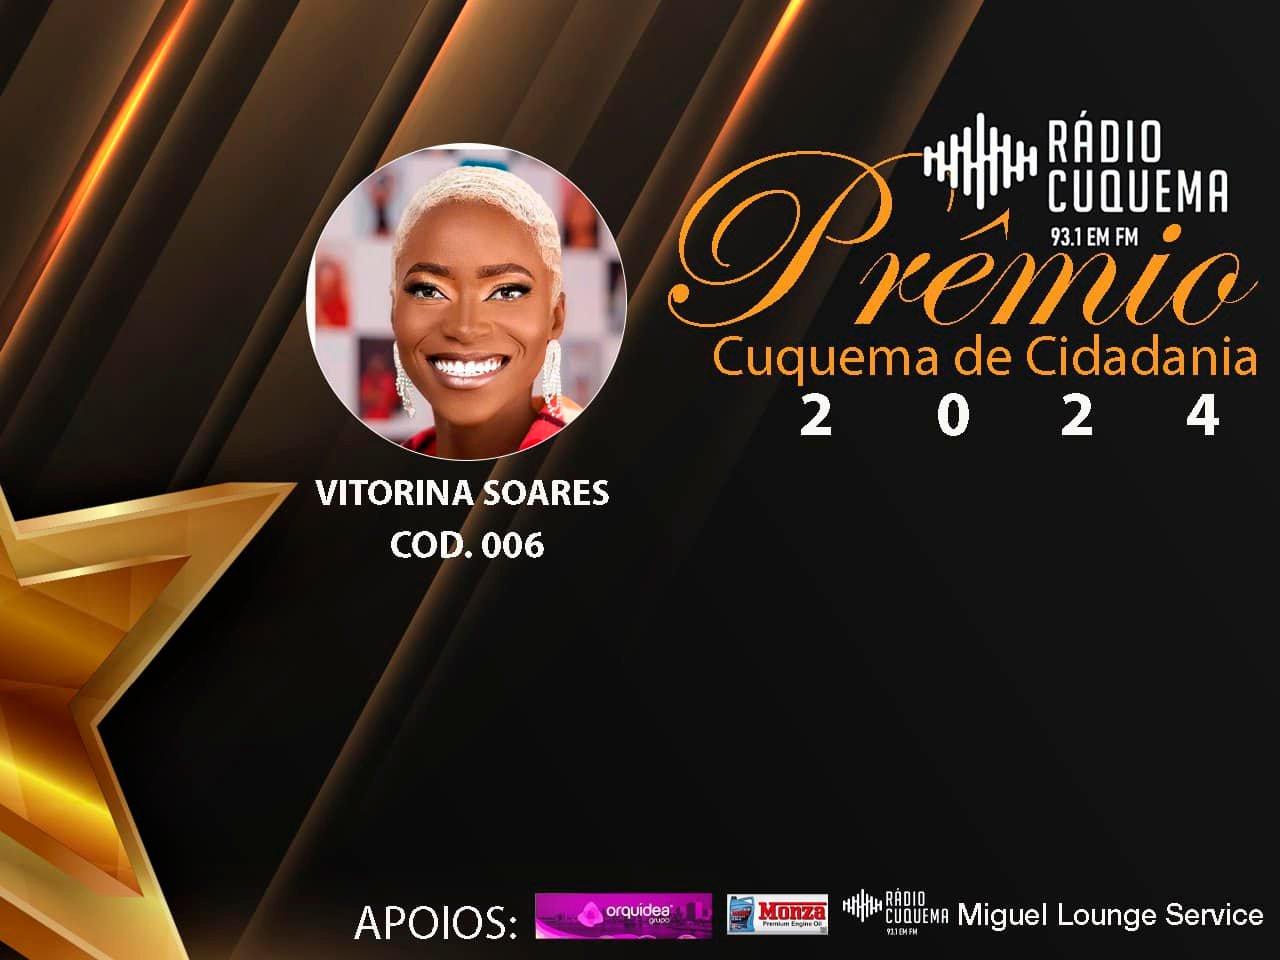 RÁDIO
CUQUEMA
93.1 EM FM
Prêmio
Cuquema de Cidadania
2 0 2 4
VITORINA SOARES
COD. 006
APOIOS:
orquídea
grupo
Monza
Premium Engine Oil
RÁDIO
CUQUEMA
93.1 EM FM
Miguel Lounge Service